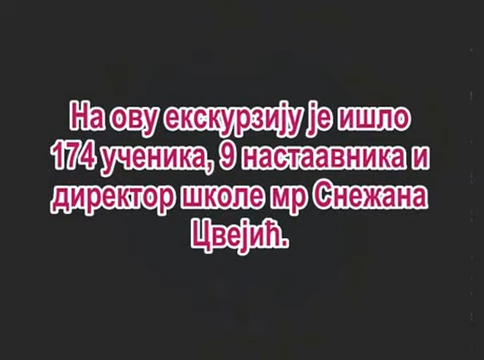 На ову екскурзију је ишло
174 ученика, 9 настаавника и
директор школе мр Снежана
Цвејић.